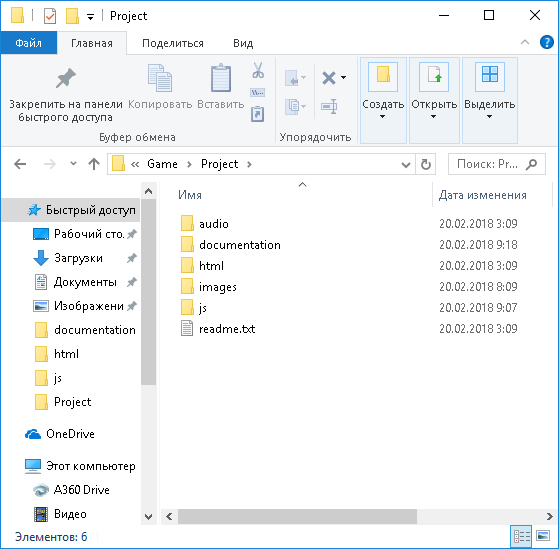 Project
Файл Главная Поделиться Вид
Закрепить на панели быстрого доступа
Копировать
Вставить
Создать
Открыть
Выделить
Буфер обмена
Упорядочить
« Game › Project ›
Поиск: Pr...
Имя
Дата изменения
Быстрый доступ
Рабочий сто.
Загрузки
Документы
Изображени
documentation
html
js
Project
OneDrive
Этот компьютер
A360 Drive
Видео
audio 20.02.2018 3:09
documentation 20.02.2018 9:18
html 20.02.2018 3:09
images 20.02.2018 8:09
js 20.02.2018 9:07
readme.txt 20.02.2018 3:09
Элементов: 6